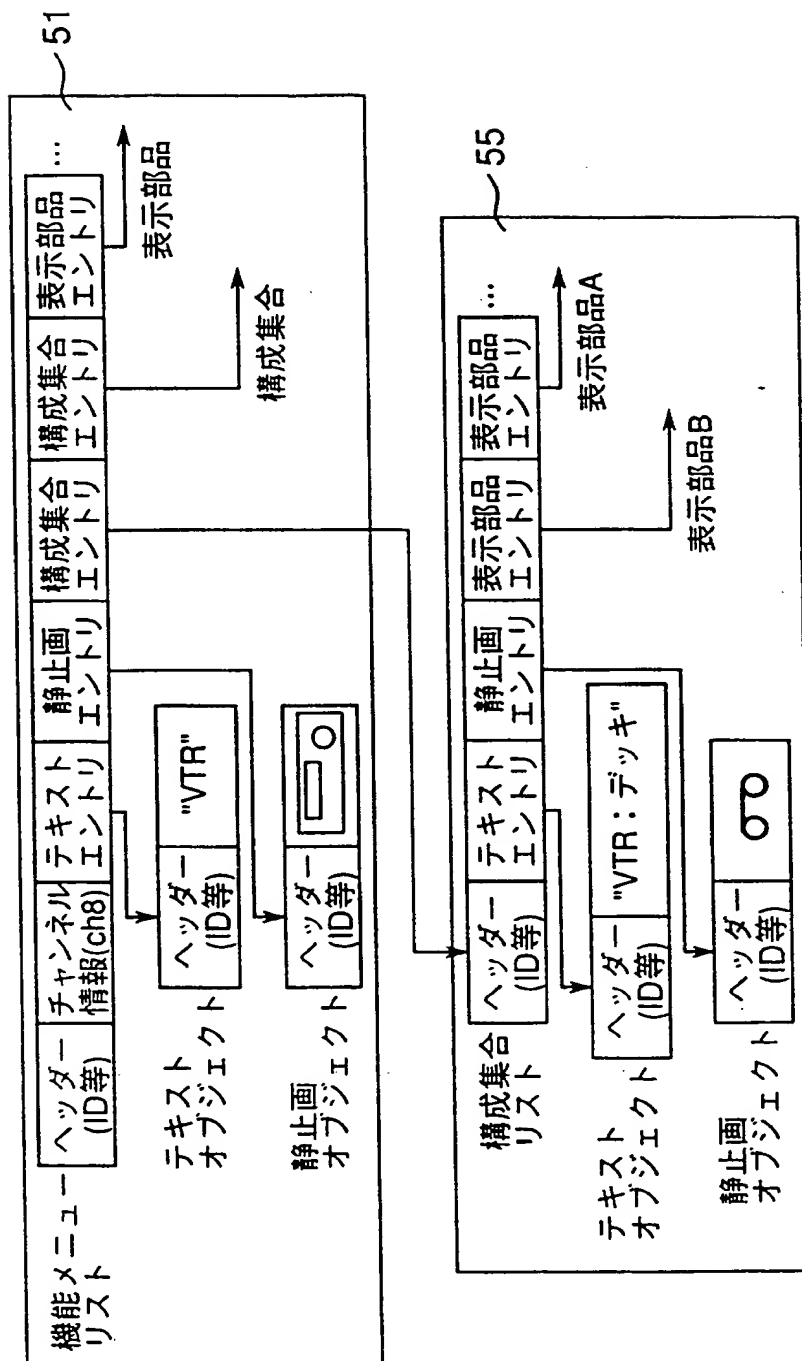 51
機能メニュー
リスト
ヘッダー
(ID等)
チャンネル
情報(ch8)
テキスト
エントリ
静止画
エントリ
構成集合
エントリ
構成集合
エントリ
表示部品
エントリ
…
テキスト
オブジェクト
ヘッダー
(ID等)
"VTR"
構成集合
表示部品
静止画
オブジェクト
ヘッダー
(ID等)
55
構成集合
リスト
ヘッダー
(ID等)
テキスト
エントリ
静止画
エントリ
表示部品
エントリ
表示部品
エントリ
…
テキスト
オブジェクト
ヘッダー
(ID等)
"VTR：デッキ"
表示部品B
表示部品A
静止画
オブジェクト
ヘッダー
(ID等)